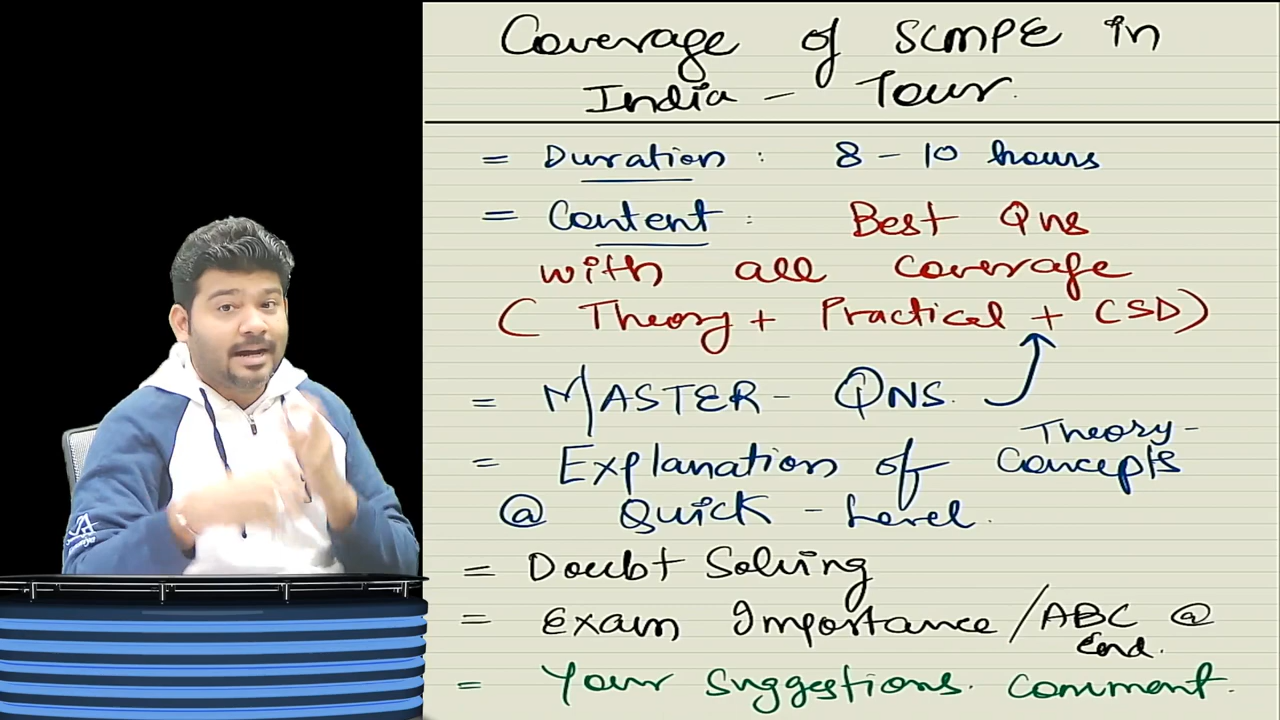 Coverage of SCMPE in
India - Tour.
= Duration : 8 - 10 hours
= Content : Best Qns
with all coverage
( Theory + Practical + CSD)
= MASTER - QNS.
= Explanation of Theory -
Concepts
@ Quick - Level.
= Doubt Solving
= Exam Importance /ABC @
End.
= Your Suggestions. Comment.